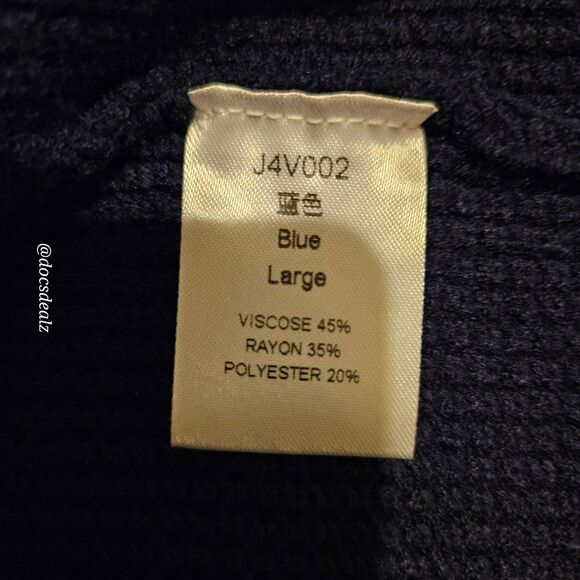 J4V002
蓝色
Blue
Large
VISCOSE 45%
RAYON 35%
POLYESTER 20%
@docsdealz